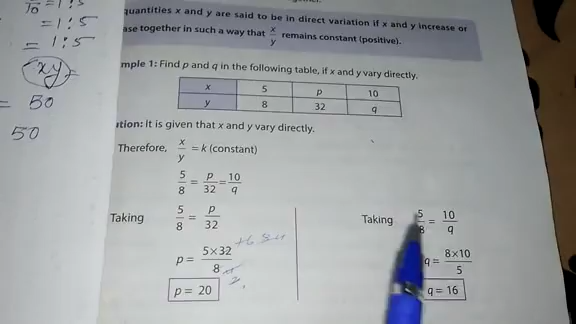 = 1:5
= 1:5
xy =
= 50
50
quantities x and y are said to be in direct variation if x and y increase or
ase together in such a way that x/y remains constant (positive).
mple 1: Find p and q in the following table, if x and y vary directly.
x 5 p 10
y 8 32 q
ution: It is given that x and y vary directly.
Therefore, x/y = k (constant)
5/8 = p/32 = 10/q
Taking 5/8 = p/32
p = 5×32/8
p = 20
Taking 5/8 = 10/q
q = 8×10/5
q = 16